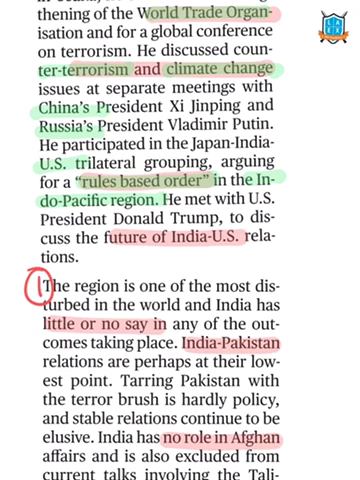 thening of the World Trade Organ-
isation and for a global conference
on terrorism. He discussed coun-
ter-terrorism and climate change
issues at separate meetings with
China's President Xi Jinping and
Russia's President Vladimir Putin.
He participated in the Japan-India-
U.S. trilateral grouping, arguing
for a “rules based order” in the In-
do-Pacific region. He met with U.S.
President Donald Trump, to dis-
cuss the future of India-U.S. rela-
tions.
1
The region is one of the most dis-
turbed in the world and India has
little or no say in any of the out-
comes taking place. India-Pakistan
relations are perhaps at their low-
est point. Tarring Pakistan with
the terror brush is hardly policy,
and stable relations continue to be
elusive. India has no role in Afghan
affairs and is also excluded from
current talks involving the Tali-